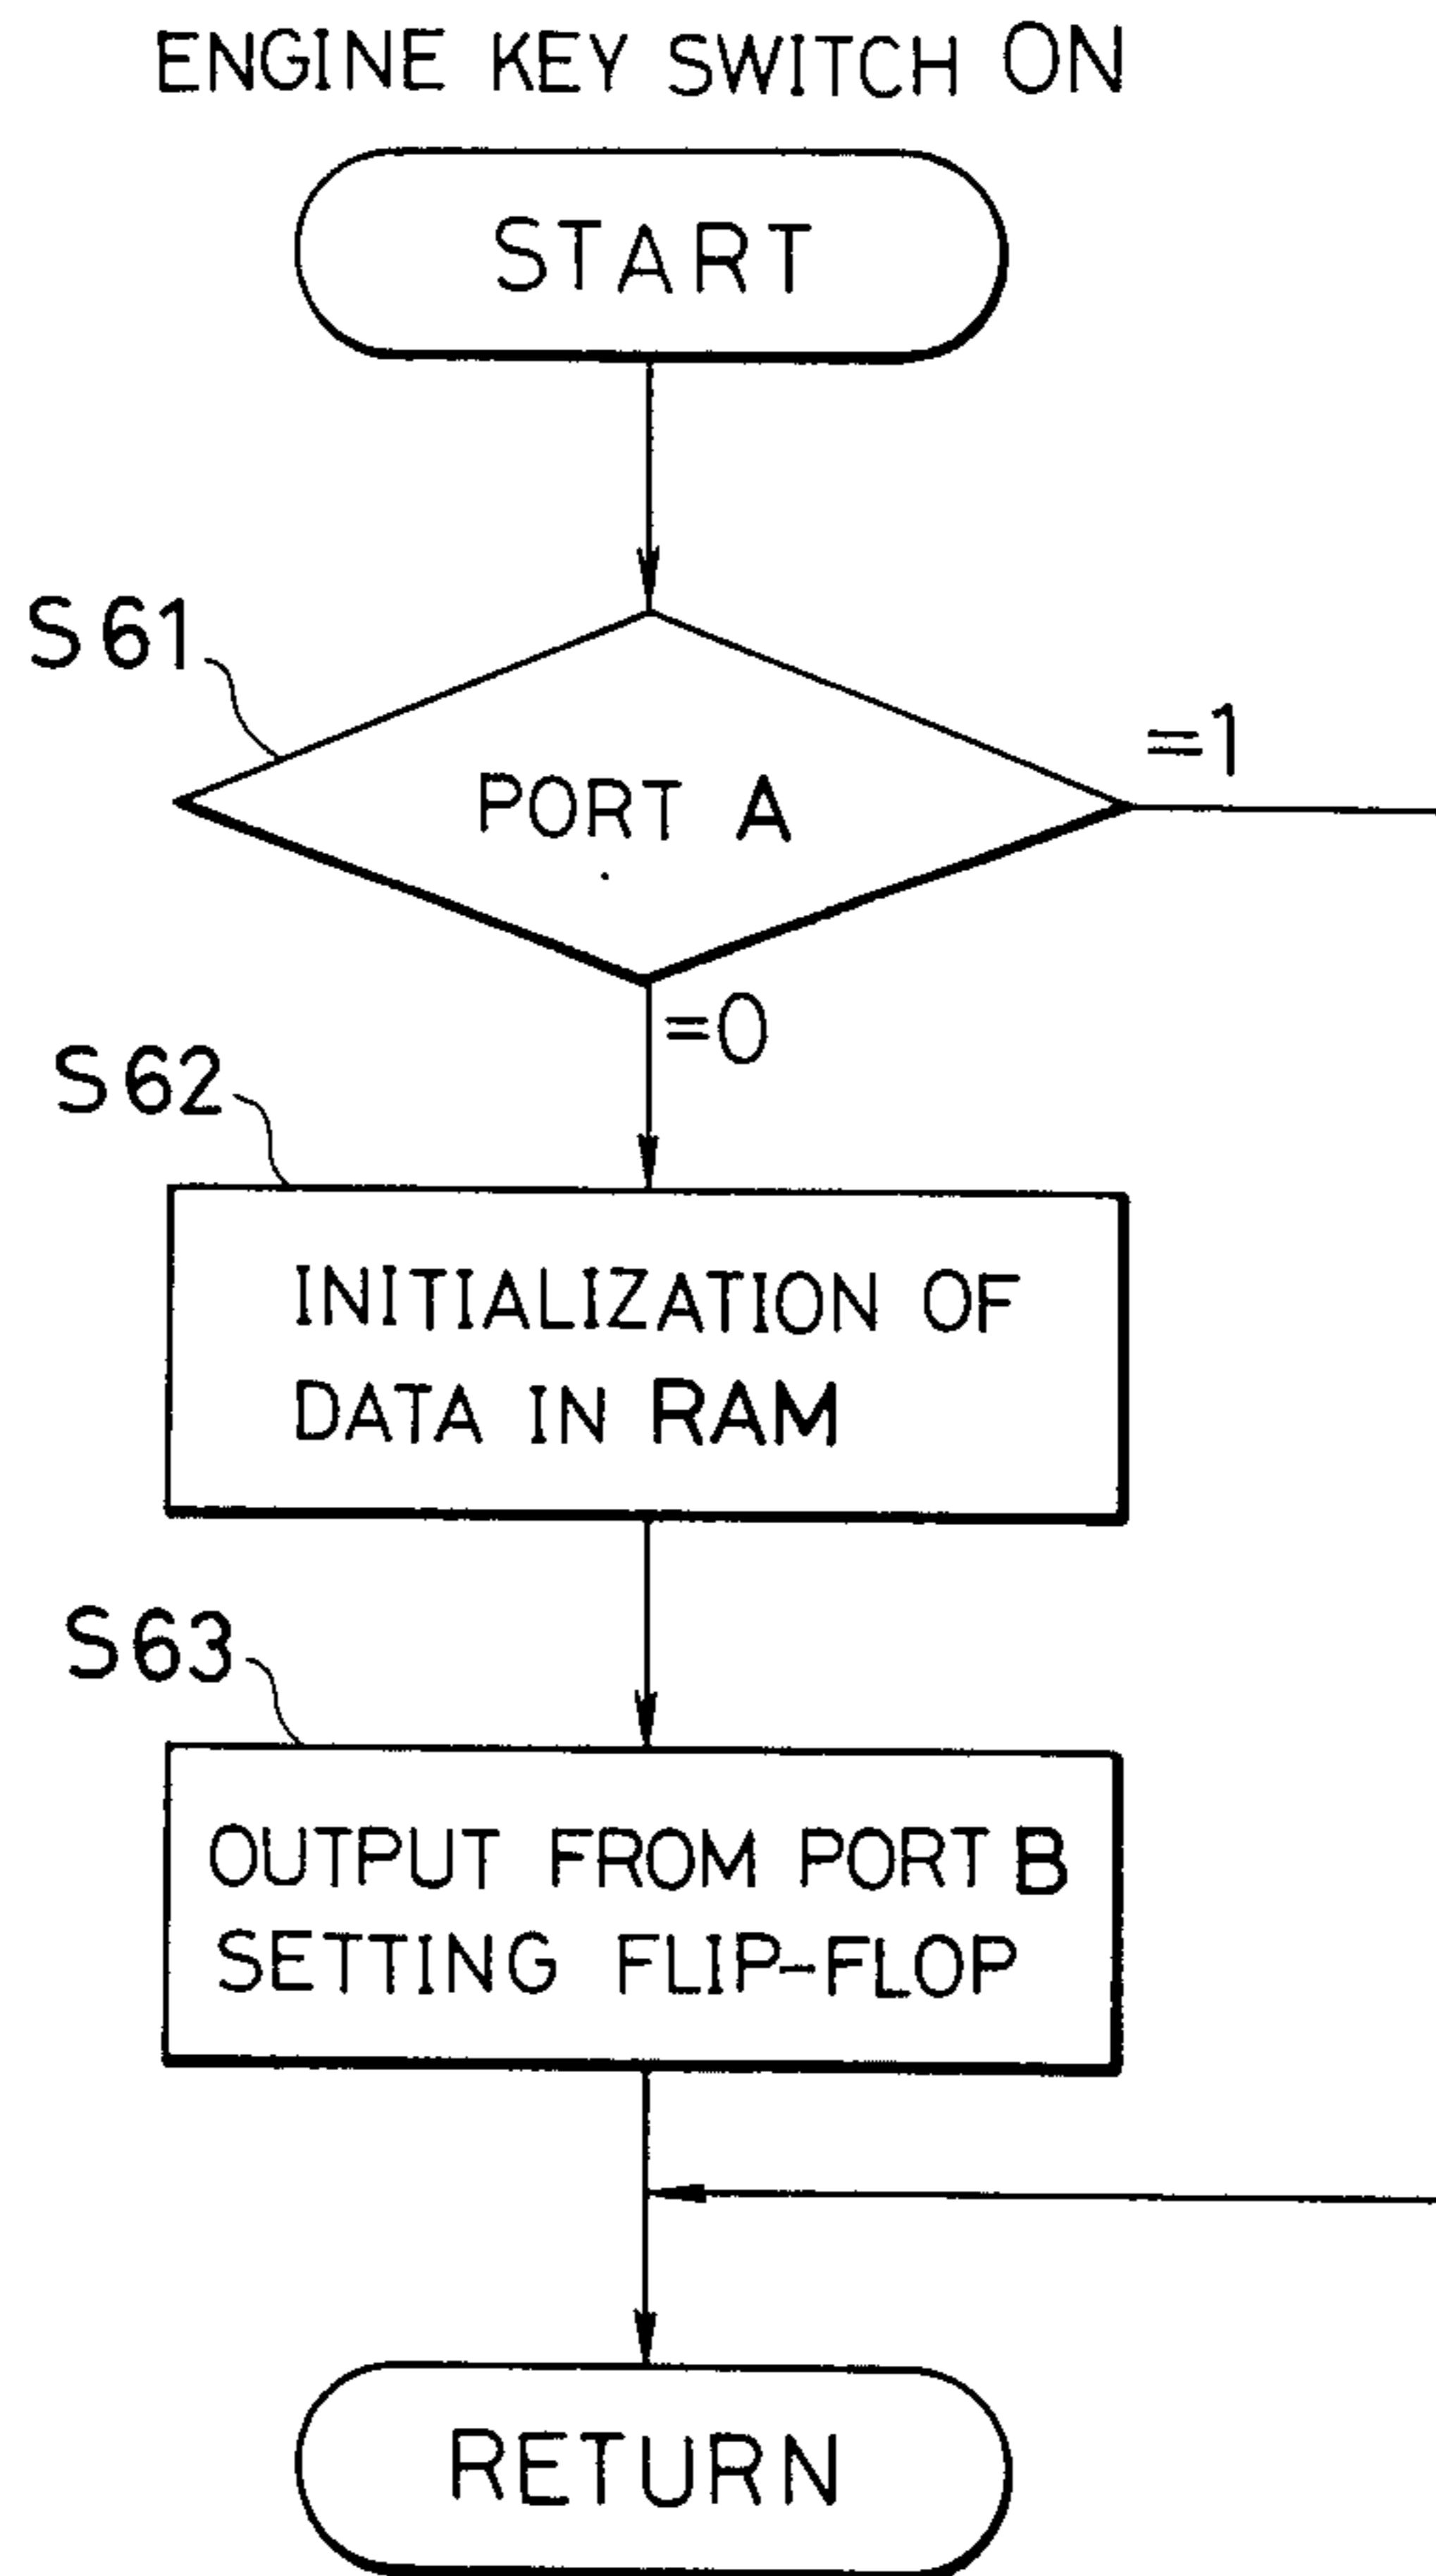 ENGINE KEY SWITCH ON
START
S61
PORT A
=1
=0
S62
INITIALIZATION OF
DATA IN RAM
S63
OUTPUT FROM PORT B
SETTING FLIP-FLOP
RETURN